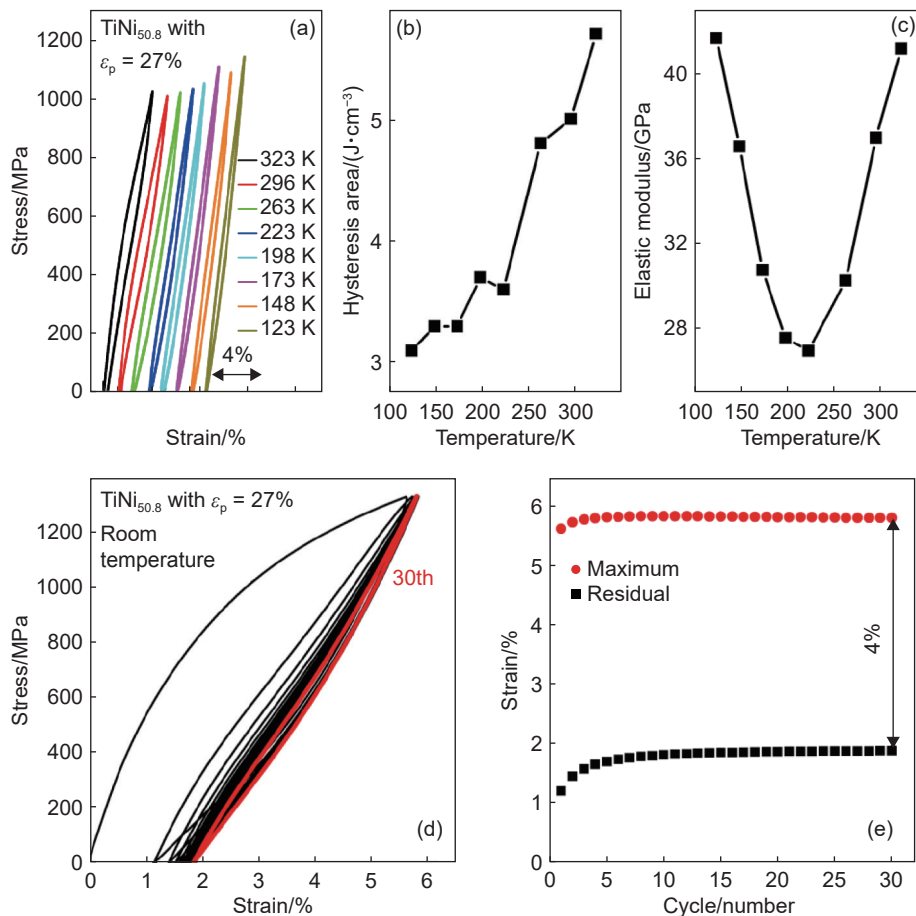 TiNi50.8 with
εp = 27%
(a)
1200
1000
800
600
400
200
0
Stress/MPa
323 K
296 K
263 K
223 K
198 K
173 K
148 K
123 K
4%
Strain/%
(b)
5
4
3
Hysteresis area/(J·cm⁻³)
100 150 200 250 300
Temperature/K
(c)
40
36
32
28
Elastic modulus/GPa
100 150 200 250 300
Temperature/K
TiNi50.8 with εp = 27%
Room
temperature
30th
1200
1000
800
600
400
200
0
Stress/MPa
(d)
0 1 2 3 4 5 6
Strain/%
6
5
4
3
2
1
0
Strain/%
Maximum
Residual
4%
(e)
0 5 10 15 20 25 30
Cycle/number